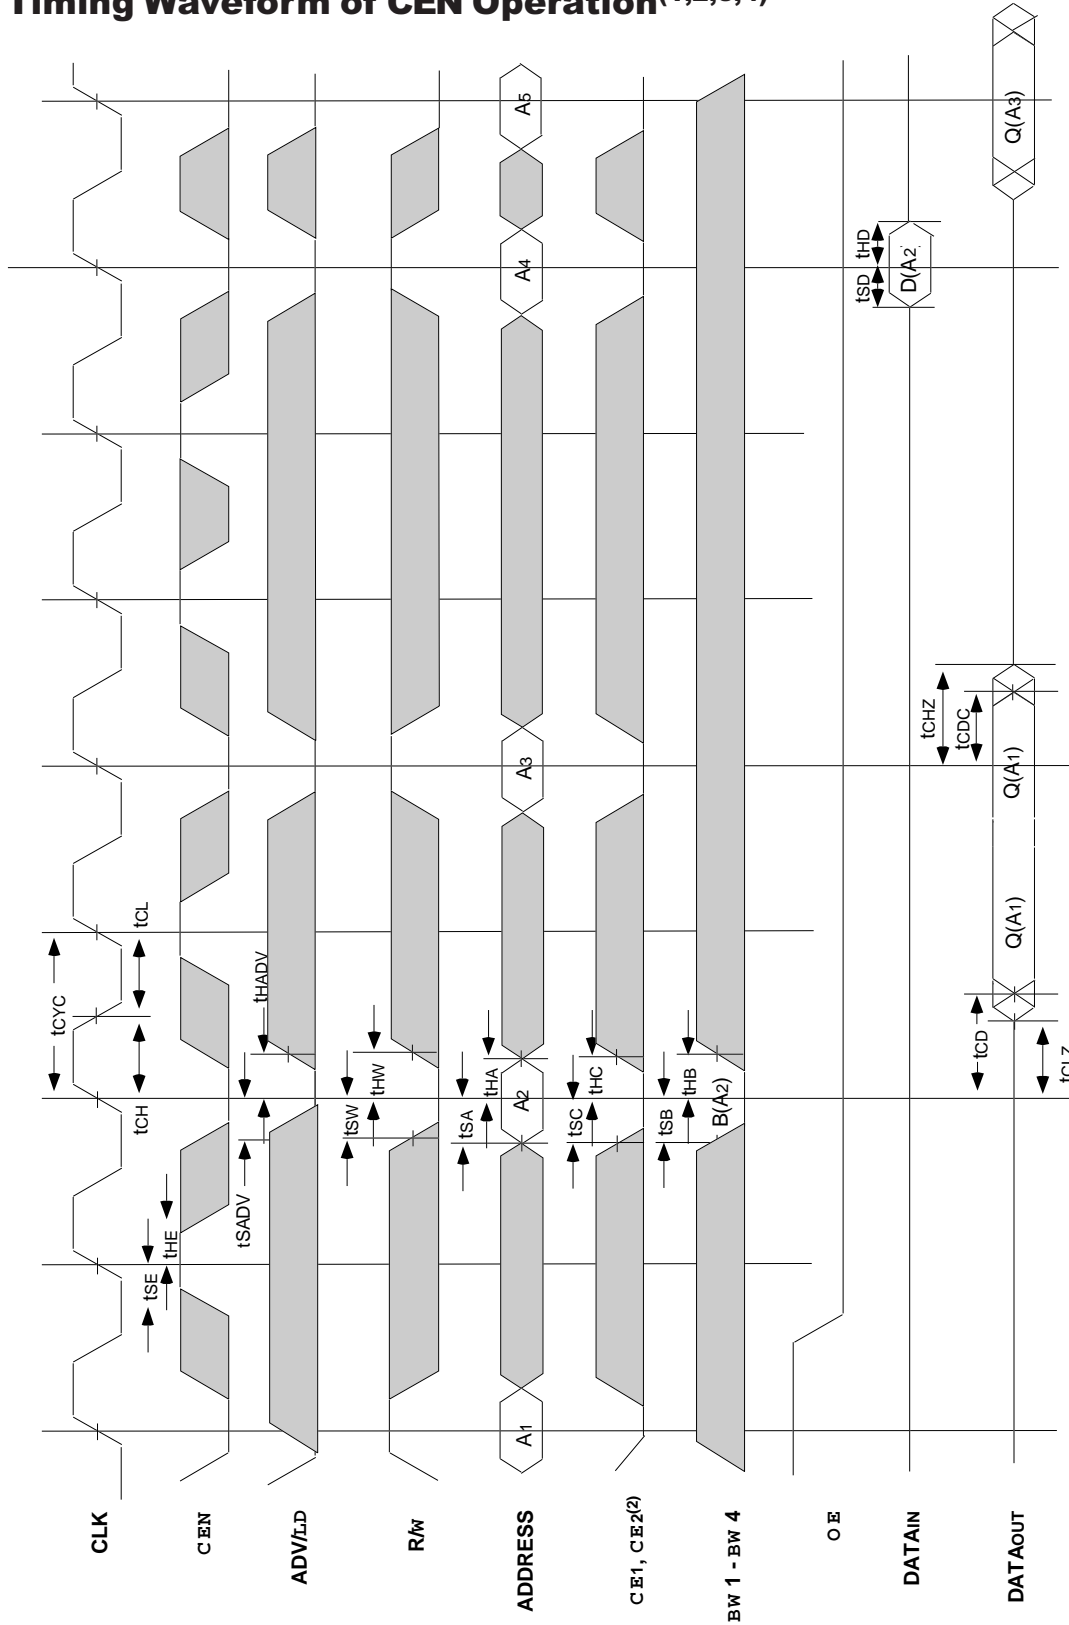 Timing Waveform of CEN Operation
tCYC
tCH
tCL
CLK
tSE
tHE
CEN
tSADV
tHADV
ADV/LD
tSW
tHW
R/W
tSA
tHA
A1
A2
A3
A4
A5
ADDRESS
tSC
tHC
CE1, CE2(2)
tSB
tHB
B(A2)
BW1 - BW4
OE
tSD
tHD
D(A2)
DATAIN
tCD
tCHZ
tCDC
Q(A1)
Q(A1)
Q(A3)
DATAOUT